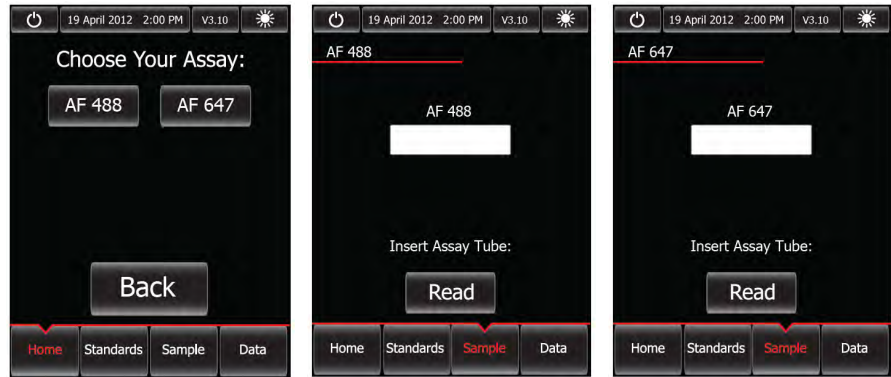 19 April 2012 2:00 PM V3.10
Choose Your Assay:
AF 488 AF 647
Back
Home Standards Sample Data
19 April 2012 2:00 PM V3.10
AF 488
AF 488
Insert Assay Tube:
Read
Home Standards Sample Data
19 April 2012 2:00 PM V3.10
AF 647
AF 647
Insert Assay Tube:
Read
Home Standards Sample Data